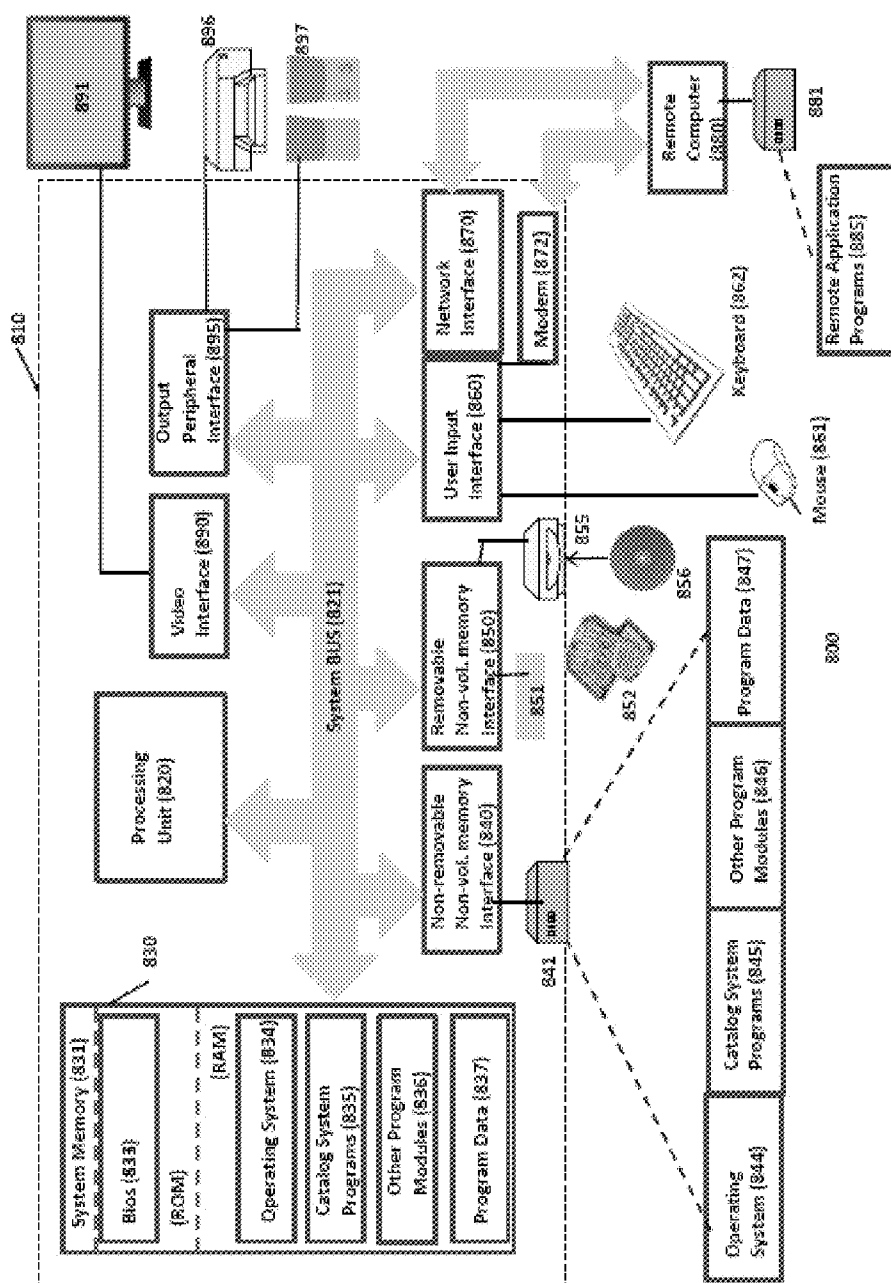 810
System Memory (831)
830
Bios (833)
(ROM)
(RAM)
Operating System (834)
Catalog System
Programs (835)
Other Program
Modules (836)
Program Data (837)
Processing
Unit (820)
Video
Interface (890)
Output
Peripheral
Interface (895)
891
896
897
System BUS (821)
Non-removable
Non-vol. memory
Interface (840)
Removable
Non-vol. memory
Interface (850)
User Input
Interface (860)
Network
Interface (870)
Modem (872)
841
851
852
855
856
Mouse (861)
Keyboard (862)
Remote
Computer
(880)
881
Remote Application
Programs (885)
Operating
System (844)
Catalog System
Programs (845)
Other Program
Modules (846)
Program Data (847)
800